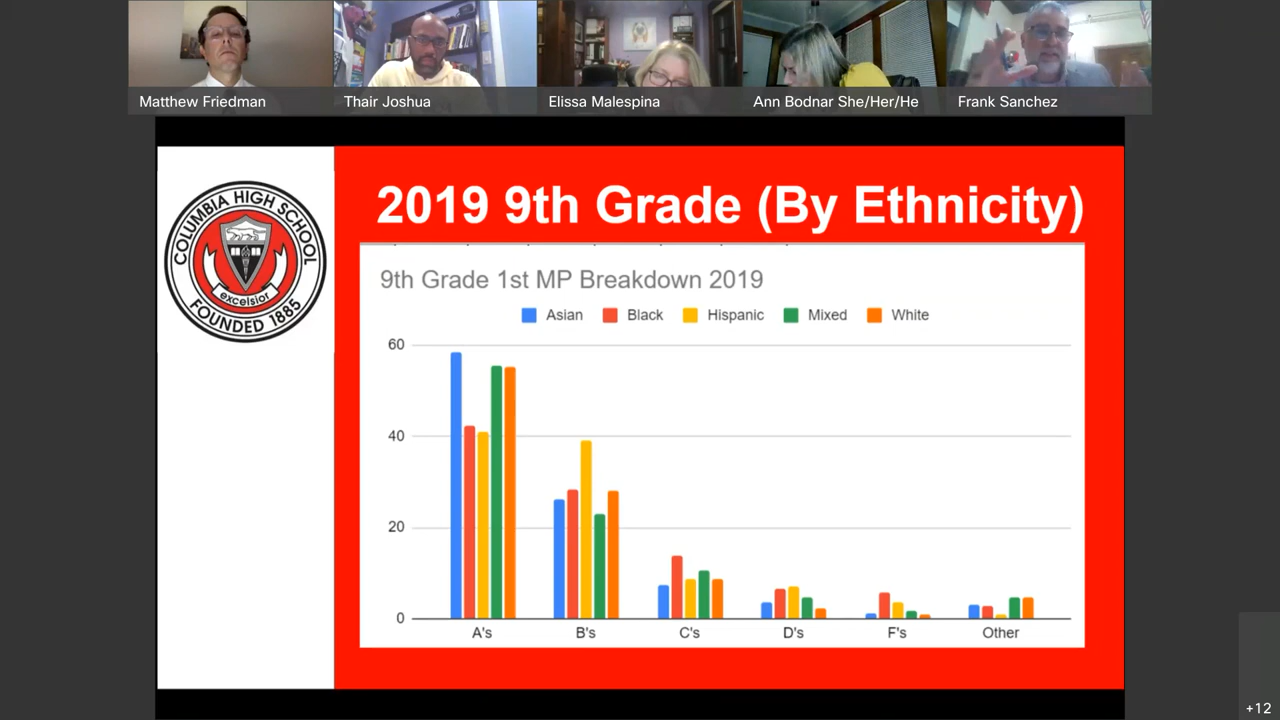 Matthew Friedman
Thair Joshua
Elissa Malespina
Ann Bodnar She/Her/He
Frank Sanchez
COLUMBIA HIGH SCHOOL
excelsior
FOUNDED 1885
2019 9th Grade (By Ethnicity)
9th Grade 1st MP Breakdown 2019
Asian Black Hispanic Mixed White
60
40
20
0
A's B's C's D's F's Other
+12